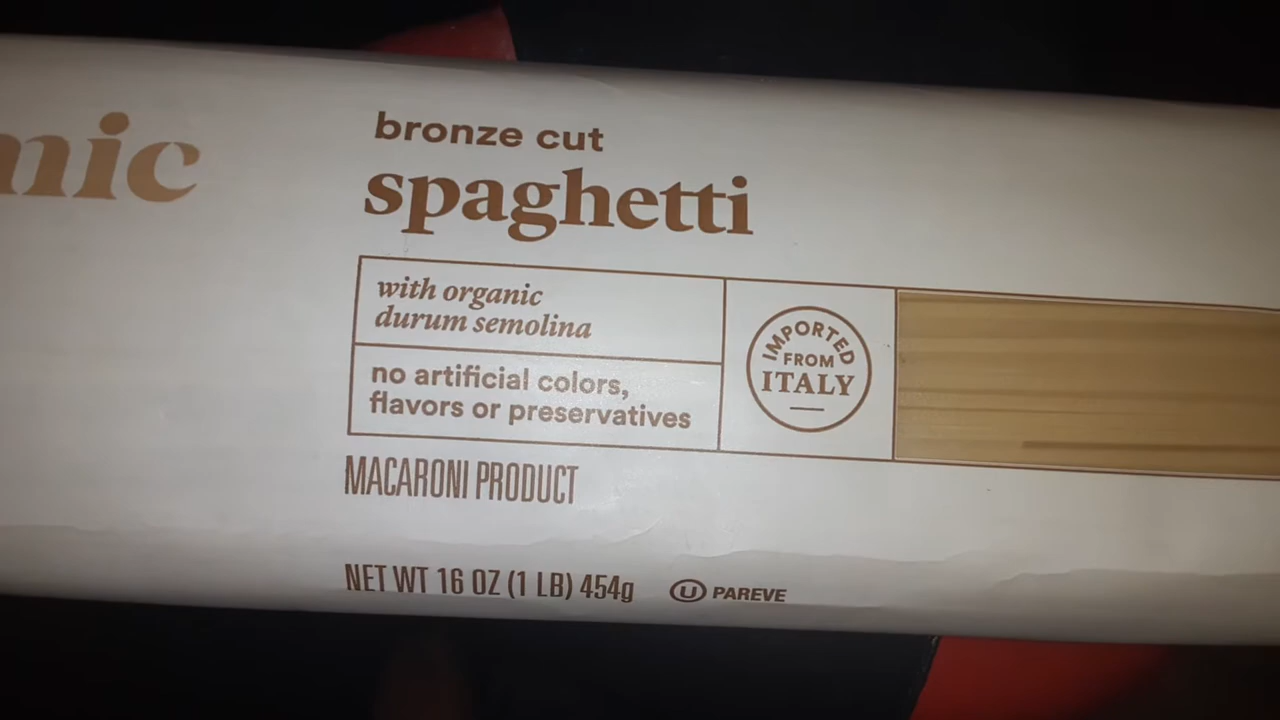 bronze cut
spaghetti
with organic
durum semolina
no artificial colors,
flavors or preservatives
IMPORTED
FROM
ITALY
MACARONI PRODUCT
NET WT 16 OZ (1 LB) 454g
U PAREVE